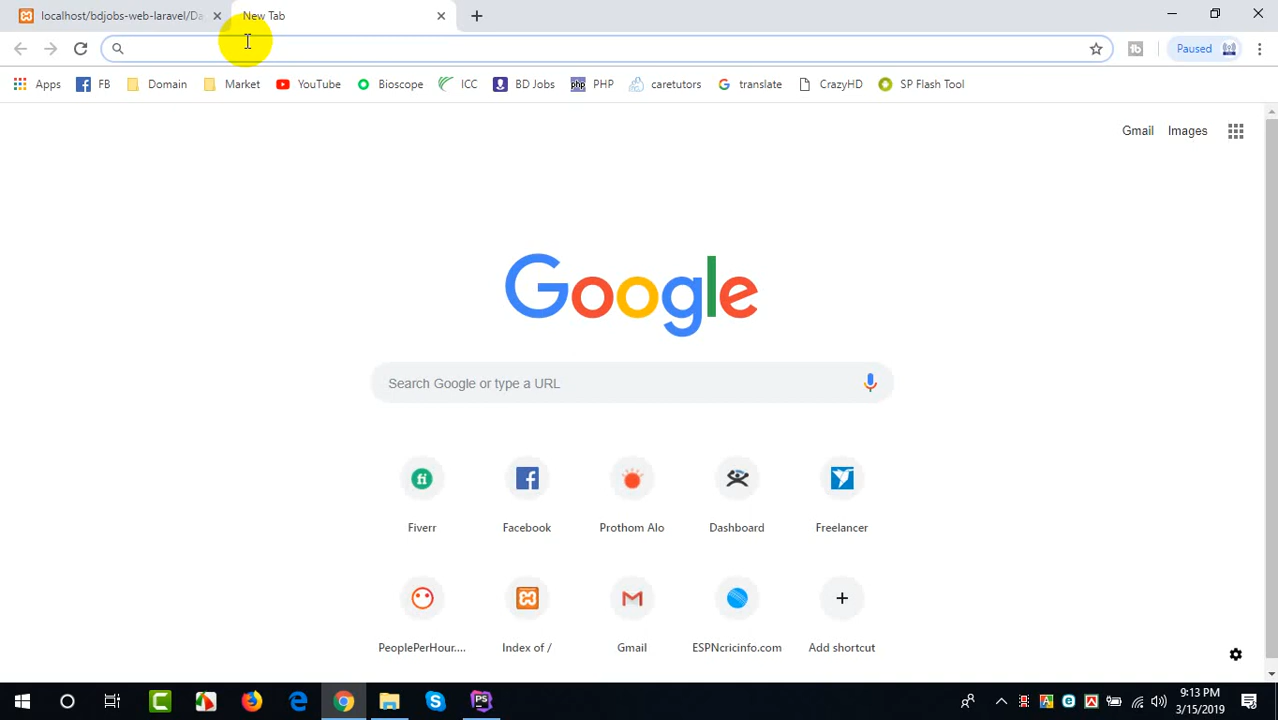 localhost/bdjobs-web-laravel/Da
New Tab
Paused
Apps
FB
Domain
Market
YouTube
Bioscope
ICC
BD Jobs
php
PHP
caretutors
translate
CrazyHD
SP Flash Tool
Gmail
Images
Google
Search Google or type a URL
fi
Fiverr
Facebook
Prothom Alo
Dashboard
Freelancer
PeoplePerHour....
Index of /
Gmail
ESPNcricinfo.com
Add shortcut
9:13 PM
3/15/2019